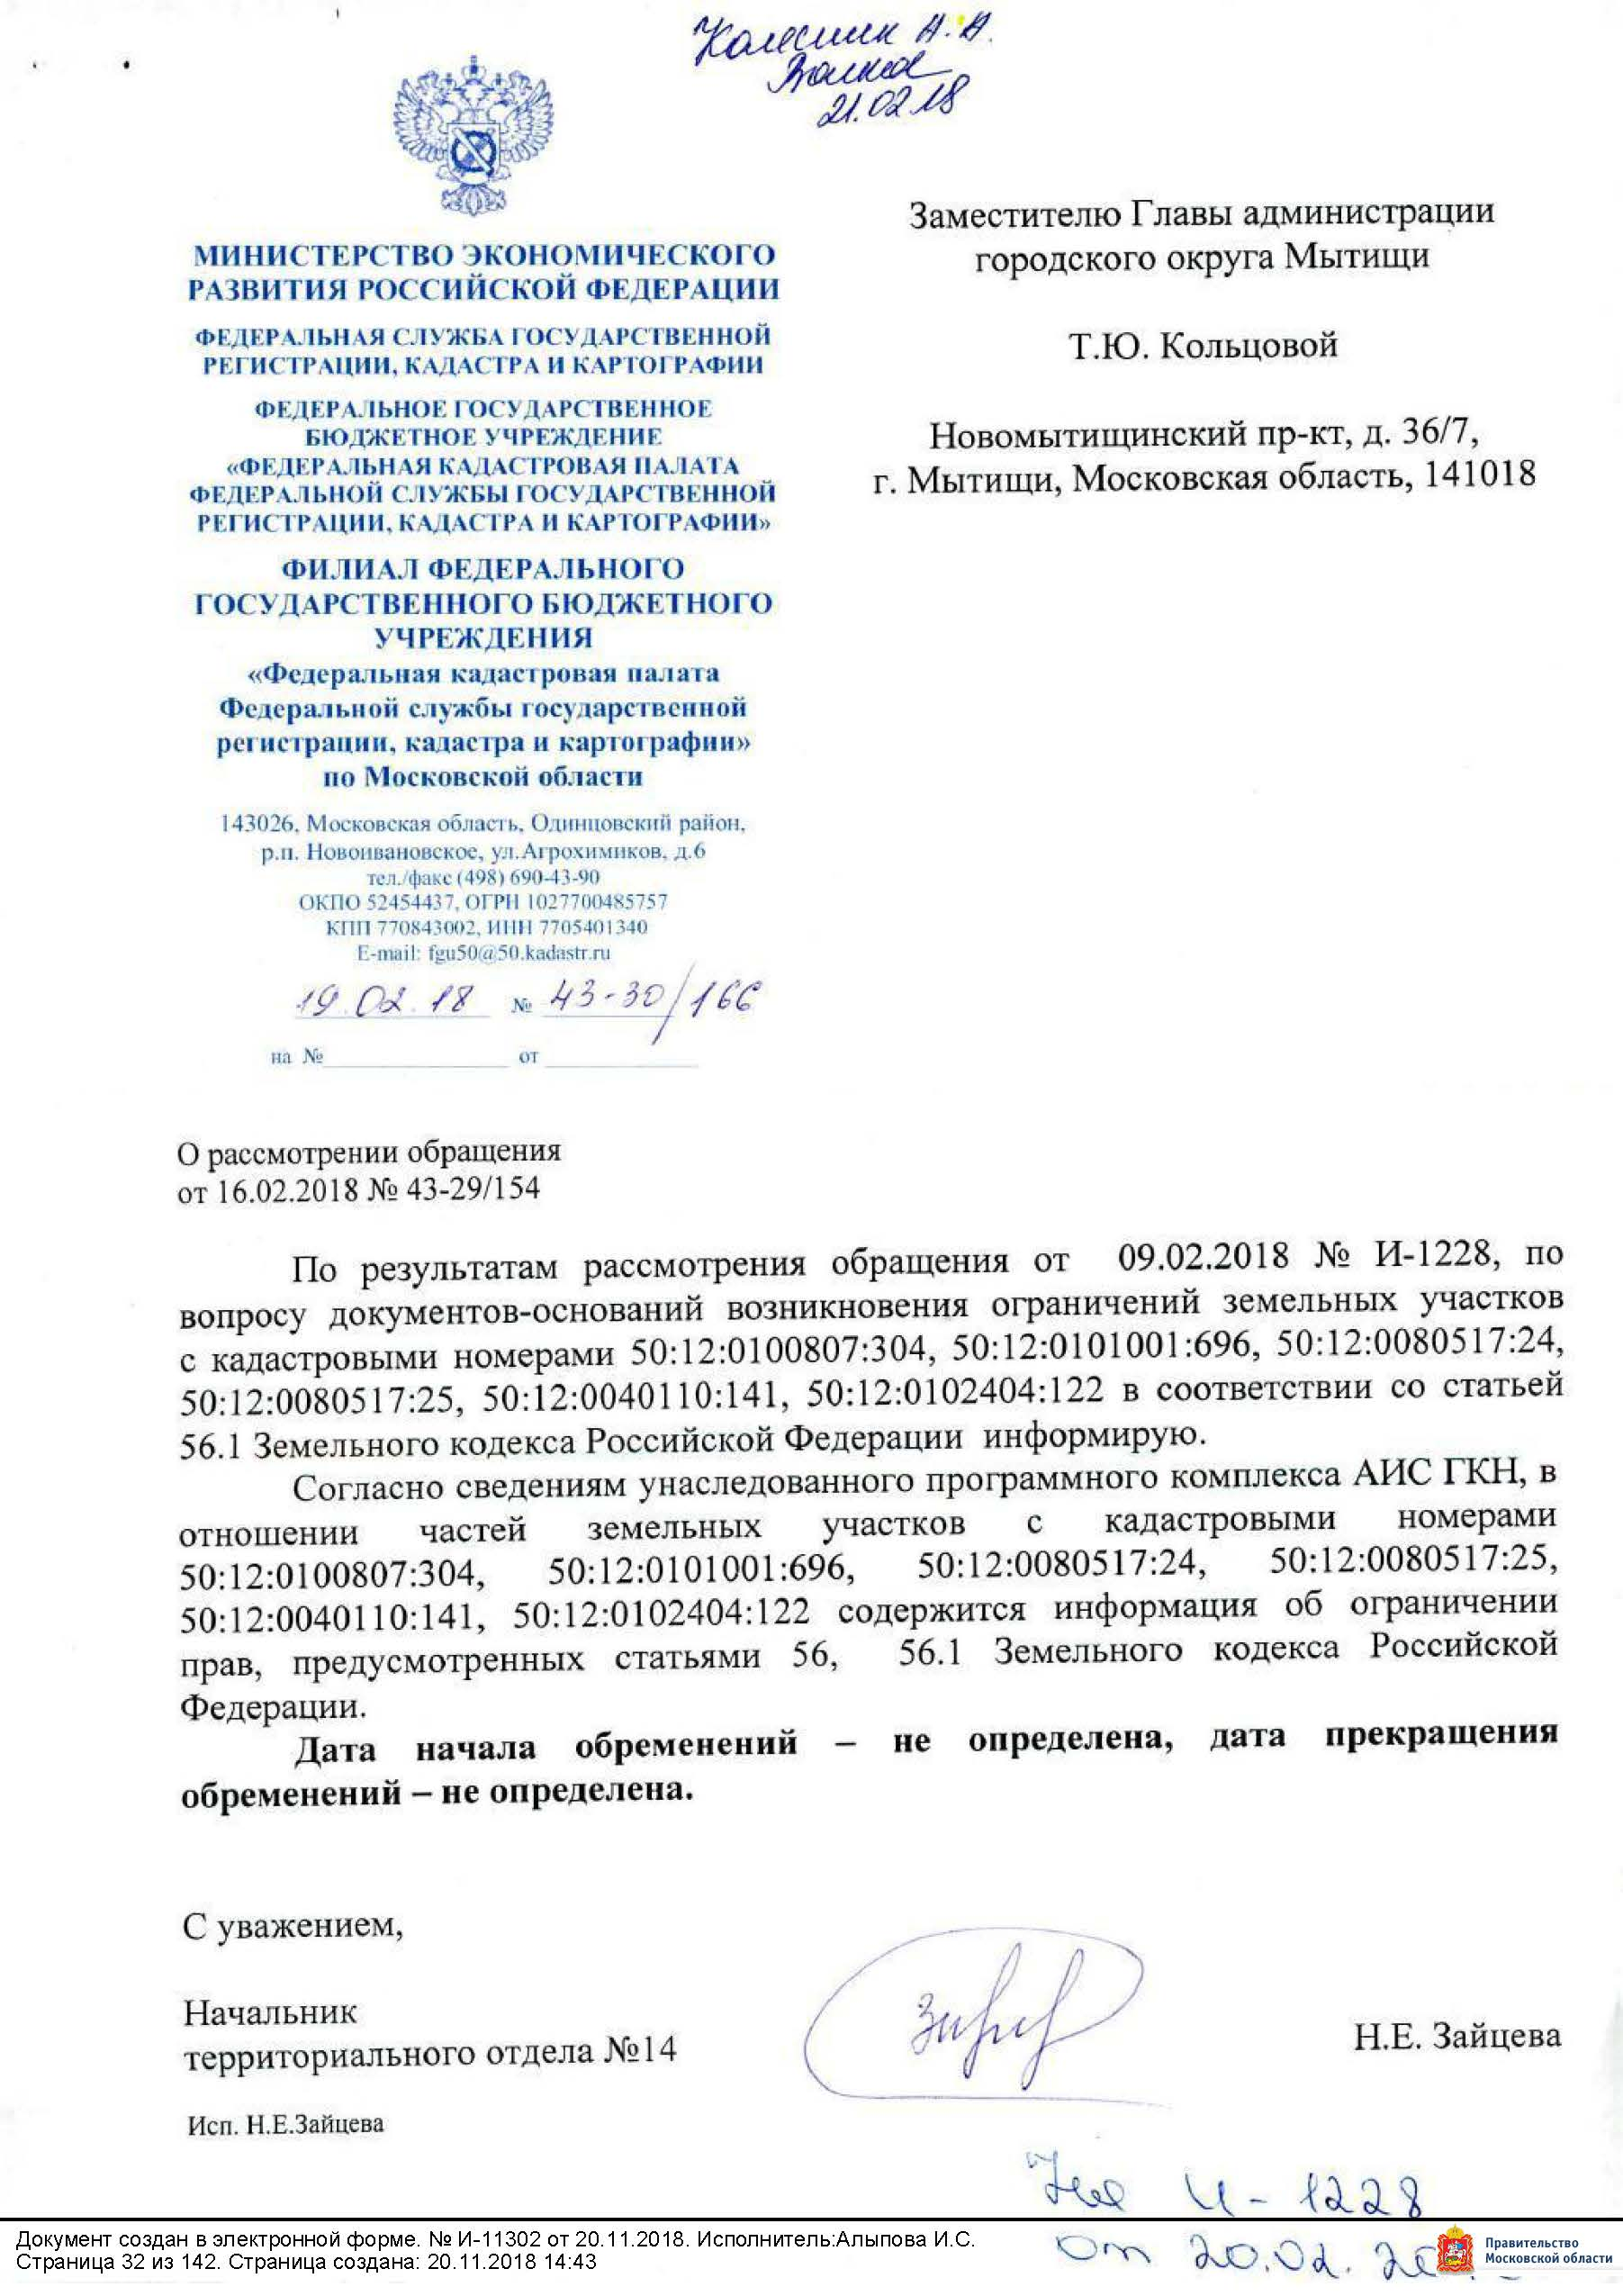 Колесник А.А.
21.02.18
МИНИСТЕРСТВО ЭКОНОМИЧЕСКОГО
РАЗВИТИЯ РОССИЙСКОЙ ФЕДЕРАЦИИ
ФЕДЕРАЛЬНАЯ СЛУЖБА ГОСУДАРСТВЕННОЙ
РЕГИСТРАЦИИ, КАДАСТРА И КАРТОГРАФИИ
ФЕДЕРАЛЬНОЕ ГОСУДАРСТВЕННОЕ
БЮДЖЕТНОЕ УЧРЕЖДЕНИЕ
«ФЕДЕРАЛЬНАЯ КАДАСТРОВАЯ ПАЛАТА
ФЕДЕРАЛЬНОЙ СЛУЖБЫ ГОСУДАРСТВЕННОЙ
РЕГИСТРАЦИИ, КАДАСТРА И КАРТОГРАФИИ»
ФИЛИАЛ ФЕДЕРАЛЬНОГО
ГОСУДАРСТВЕННОГО БЮДЖЕТНОГО
УЧРЕЖДЕНИЯ
«Федеральная кадастровая палата
Федеральной службы государственной
регистрации, кадастра и картографии»
по Московской области
143026, Московская область, Одинцовский район,
р.п. Новоивановское, ул.Агрохимиков, д.6
тел./факс (498) 690-43-90
ОКПО 52454437, ОГРН 1027700485757
КПП 770843002, ИНН 7705401340
E-mail: fgu50@50.kadastr.ru
19.02.18 № 43-30/166
на №                от
Заместителю Главы администрации
городского округа Мытищи
Т.Ю. Кольцовой
Новомытищинский пр-кт, д. 36/7,
г. Мытищи, Московская область, 141018
О рассмотрении обращения
от 16.02.2018 № 43-29/154
По результатам рассмотрения обращения от 09.02.2018 № И-1228, по
вопросу документов-оснований возникновения ограничений земельных участков
с кадастровыми номерами 50:12:0100807:304, 50:12:0101001:696, 50:12:0080517:24,
50:12:0080517:25, 50:12:0040110:141, 50:12:0102404:122 в соответствии со статьей
56.1 Земельного кодекса Российской Федерации информирую.
Согласно сведениям унаследованного программного комплекса АИС ГКН, в
отношении частей земельных участков с кадастровыми номерами
50:12:0100807:304, 50:12:0101001:696, 50:12:0080517:24, 50:12:0080517:25,
50:12:0040110:141, 50:12:0102404:122 содержится информация об ограничении
прав, предусмотренных статьями 56, 56.1 Земельного кодекса Российской
Федерации.
Дата начала обременений – не определена, дата прекращения
обременений – не определена.
С уважением,
Начальник
территориального отдела №14
Н.Е. Зайцева
Исп. Н.Е.Зайцева
На И-1228
от 20.02.20
Документ создан в электронной форме. № И-11302 от 20.11.2018. Исполнитель:Алыпова И.С.
Страница 32 из 142. Страница создана: 20.11.2018 14:43
Правительство
Московской области